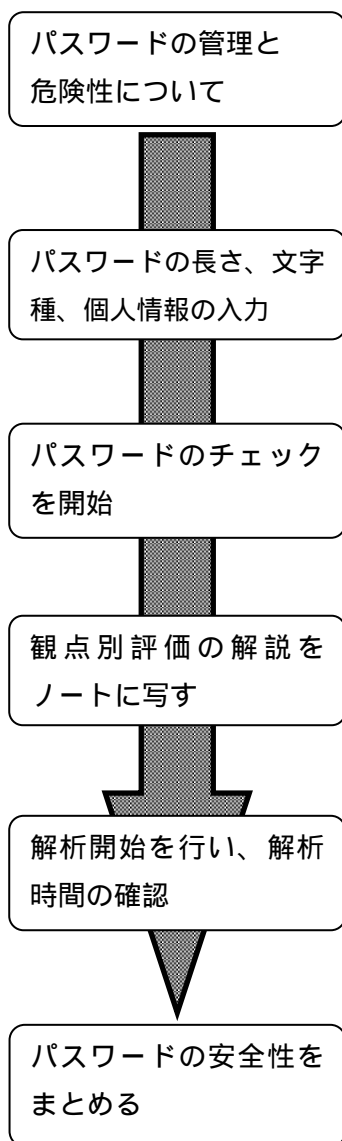 パスワードの管理と
危険性について
パスワードの長さ、文字
種、個人情報の入力
パスワードのチェック
を開始
観点別評価の解説を
ノートに写す
解析開始を行い、解析
時間の確認
パスワードの安全性を
まとめる